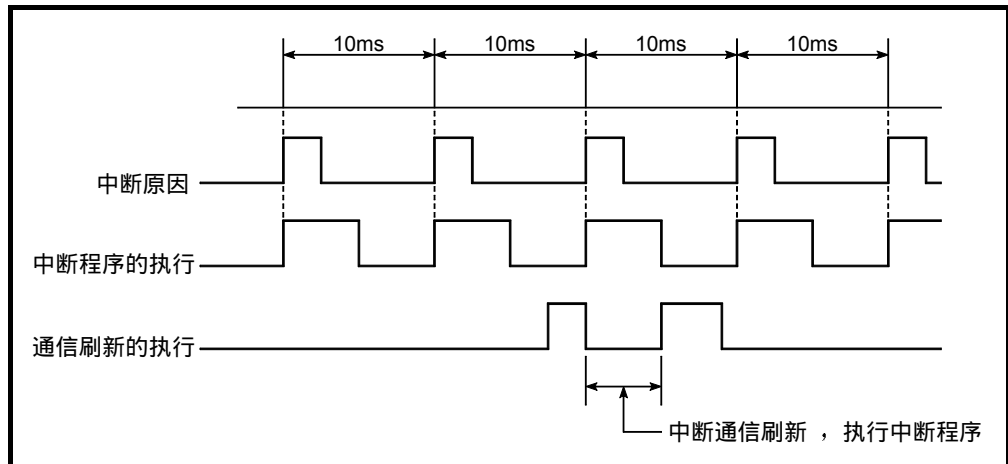 10ms 10ms 10ms 10ms
中断原因
中断程序的执行
通信刷新的执行
中断通信刷新 ，执行中断程序